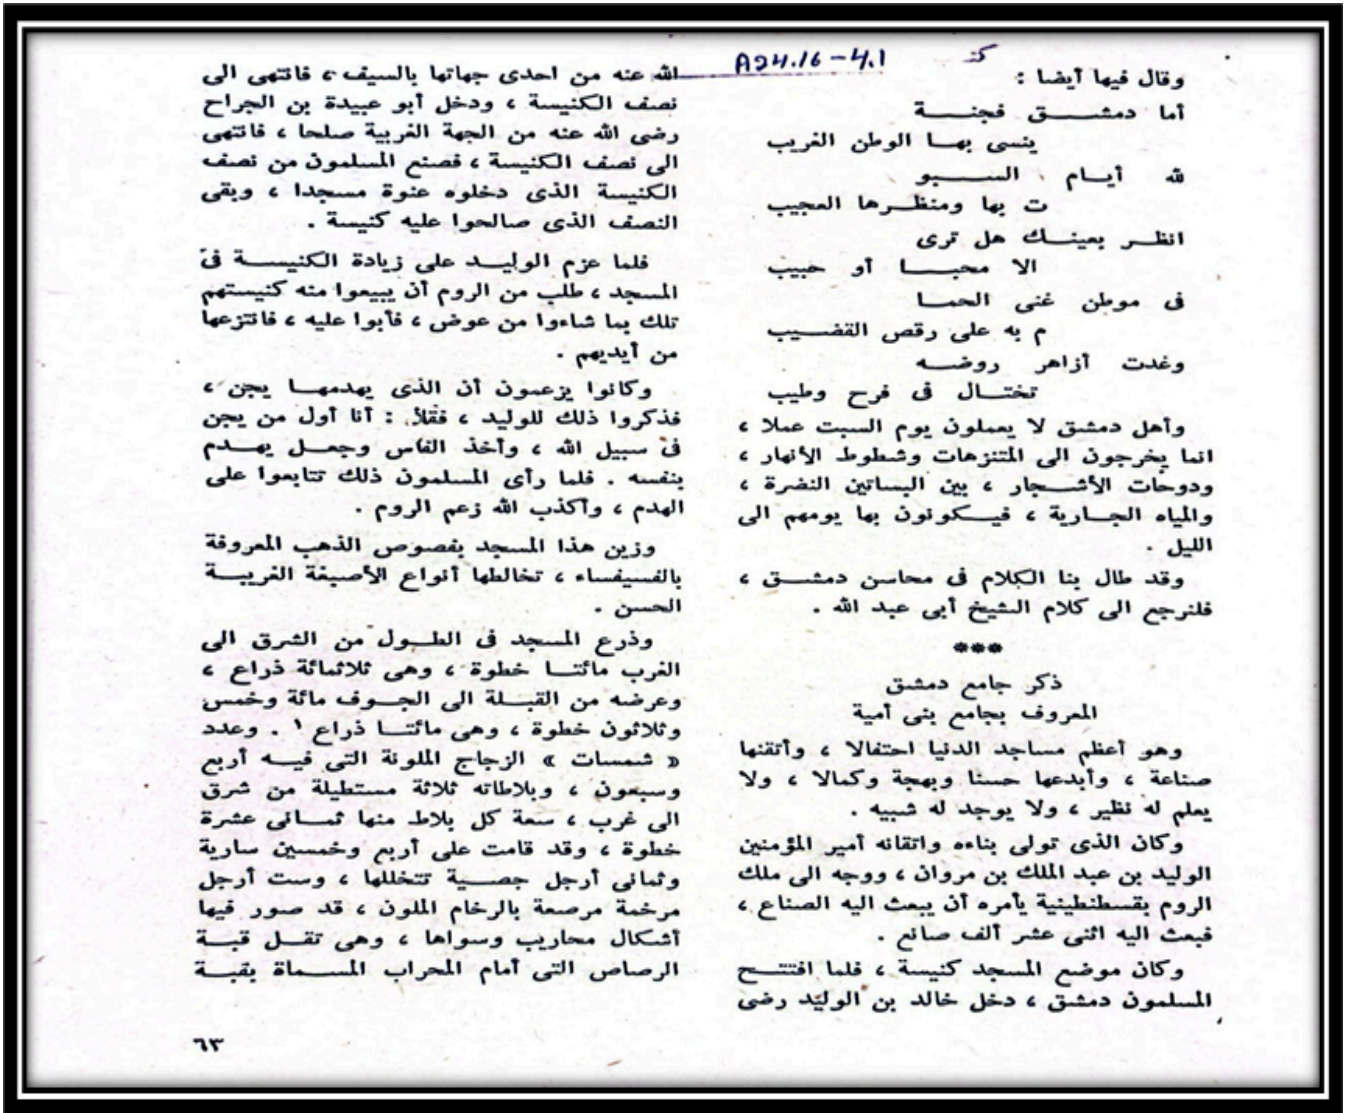 A24.16-4.1
وقال فيها أيضا :
أما دمشق فجنة
ينسى بها الوطن الغريب
لله أيام السبو
ت بها ومنظرها العجيب
انظر بعينك هل ترى
الا محبا أو حبيب
فى موطن غنى الحما
م به على رقص القضيب
وغدت أزاهر روضه
تختال فى فرح وطيب
وأهل دمشق لا يعملون يوم السبت عملا ،
انما يخرجون الى المتنزهات وشطوط الأنهار ،
ودوحات الأشجار ، بين البساتين النضرة ،
والمياه الجارية ، فيكونون بها يومهم الى
الليل .
وقد طال بنا الكلام فى محاسن دمشق ،
فلنرجع الى كلام الشيخ أبى عبد الله .
***
ذكر جامع دمشق
المعروف بجامع بنى أمية
وهو أعظم مساجد الدنيا احتفالا ، وأتقنها
صناعة ، وأبدعها حسنا وبهجة وكمالا ، ولا
يعلم له نظير ، ولا يوجد له شبيه .
وكان الذى تولى بناءه واتقانه أمير المؤمنين
الوليد بن عبد الملك بن مروان ، ووجه الى ملك
الروم بقسطنطينية يأمره أن يبعث اليه الصناع ،
فبعث اليه اثنى عشر ألف صانع .
وكان موضع المسجد كنيسة ، فلما افتتح
المسلمون دمشق ، دخل خالد بن الوليد رضى
الله عنه من احدى جهاتها بالسيف ، فانتهى الى
نصف الكنيسة ، ودخل أبو عبيدة بن الجراح
رضى الله عنه من الجهة الغربية صلحا ، فانتهى
الى نصف الكنيسة ، فصنع المسلمون من نصف
الكنيسة الذى دخلوه عنوة مسجدا ، وبقى
النصف الذى صالحوا عليه كنيسة .
فلما عزم الوليد على زيادة الكنيسة فى
المسجد ، طلب من الروم أن يبيعوا منه كنيستهم
تلك بما شاءوا من عوض ، فأبوا عليه ، فانتزعها
من أيديهم .
وكانوا يزعمون أن الذى يهدمها يجن ،
فذكروا ذلك للوليد ، فقلأ : أنا أول من يجن
فى سبيل الله ، وأخذ الفاس وجعل يهدم
بنفسه . فلما رأى المسلمون ذلك تتابعوا على
الهدم ، وأكذب الله زعم الروم .
وزين هذا المسجد بفصوص الذهب المعروفة
بالفسيفساء ، تخالطها أنواع الأصبغة الغريبة
الحسن .
وذرع المسجد فى الطول من الشرق الى
الغرب مائتا خطوة ، وهى ثلاثمائة ذراع ،
وعرضه من القبلة الى الجوف مائة وخمس
وثلاثون خطوة ، وهى مائتا ذراع ١ . وعدد
« شمسات » الزجاج الملونة التى فيه أربع
وسبعون ، وبلاطاته ثلاثة مستطيلة من شرق
الى غرب ، سعة كل بلاط منها ثمانى عشرة
خطوة ، وقد قامت على أربع وخمسين سارية
وثمانى أرجل جصية تتخللها ، وست أرجل
مرخمة مرصعة بالرخام الملون ، قد صور فيها
أشكال محاريب وسواها ، وهى تقل قبة
الرصاص التى أمام المحراب المسماة بقبة
٦٣